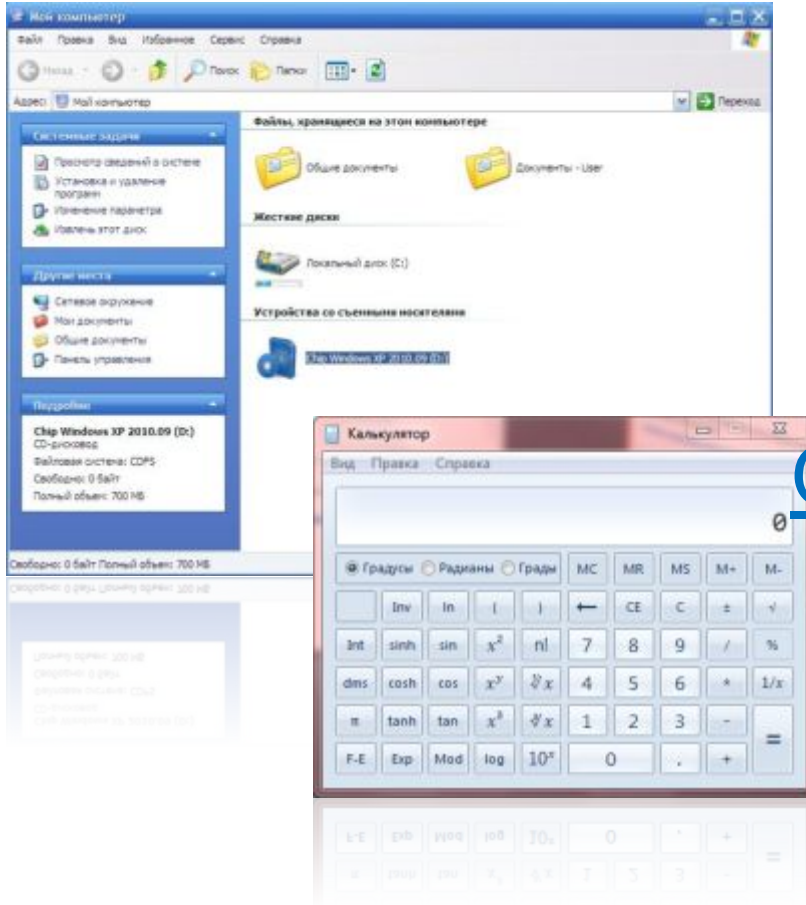 Мой компьютер
Файл Правка Вид Избранное Сервис Справка
Назад Поиск Папки
Адрес: Мой компьютер Переход
Системные задачи
Просмотр сведений о системе
Установка и удаление
программ
Изменение параметра
Извлечь этот диск
Другие места
Сетевое окружение
Мои документы
Общие документы
Панель управления
Подробно
Chip Windows XP 2010.09 (D:)
CD-дисковод
Файловая система: CDFS
Свободно: 0 байт
Полный объем: 700 МБ
Файлы, хранящиеся на этом компьютере
Общие документы Документы - User
Жесткие диски
Локальный диск (C:)
Устройства со съемными носителями
Chip Windows XP 2010.09 (D:)
Свободно: 0 байт Полный объем: 700 МБ
Калькулятор
Вид Правка Справка
0
Градусы Радианы Грады MC MR MS M+ M-
Inv ln ( ) ← CE C ± √
Int sinh sin x² n! 7 8 9 / %
dms cosh cos xʸ ʸ√x 4 5 6 * 1/x
π tanh tan x³ ³√x 1 2 3 - =
F-E Exp Mod log 10ˣ 0 , +